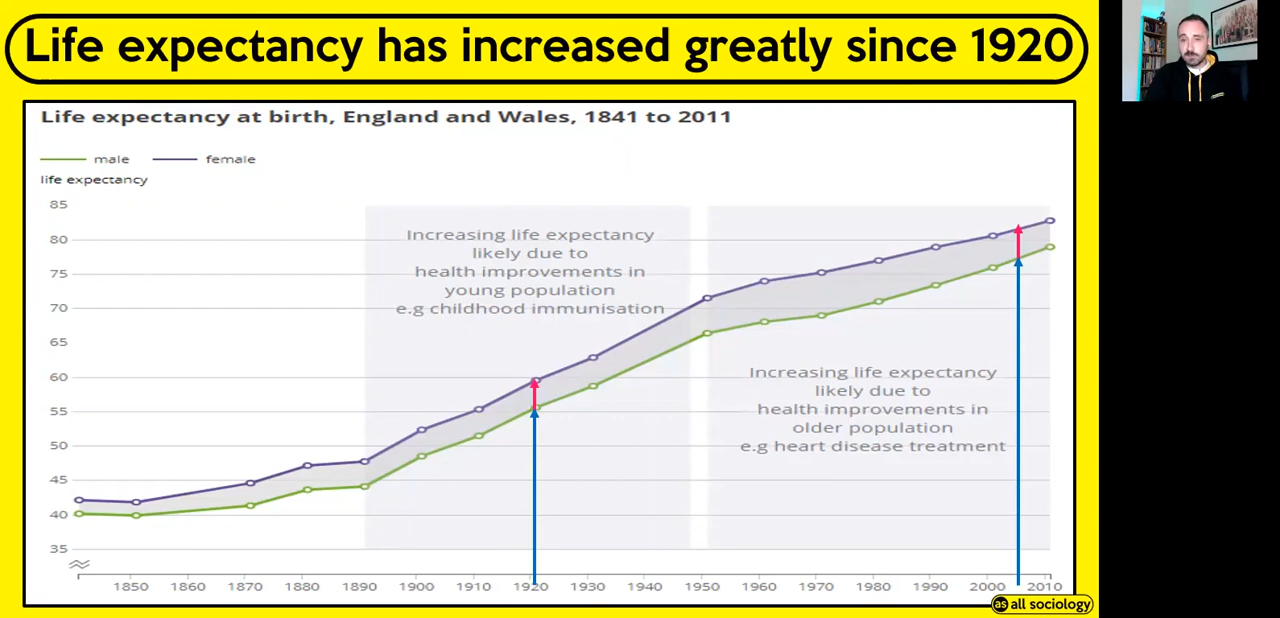 Life expectancy has increased greatly since 1920
Life expectancy at birth, England and Wales, 1841 to 2011
male female
life expectancy
85
80
75
70
65
60
55
50
45
40
35
Increasing life expectancy
likely due to
health improvements in
young population
e.g childhood immunisation
Increasing life expectancy
likely due to
health improvements in
older population
e.g heart disease treatment
1850 1860 1870 1880 1890 1900 1910 1920 1930 1940 1950 1960 1970 1980 1990 2000 2010
as all sociology